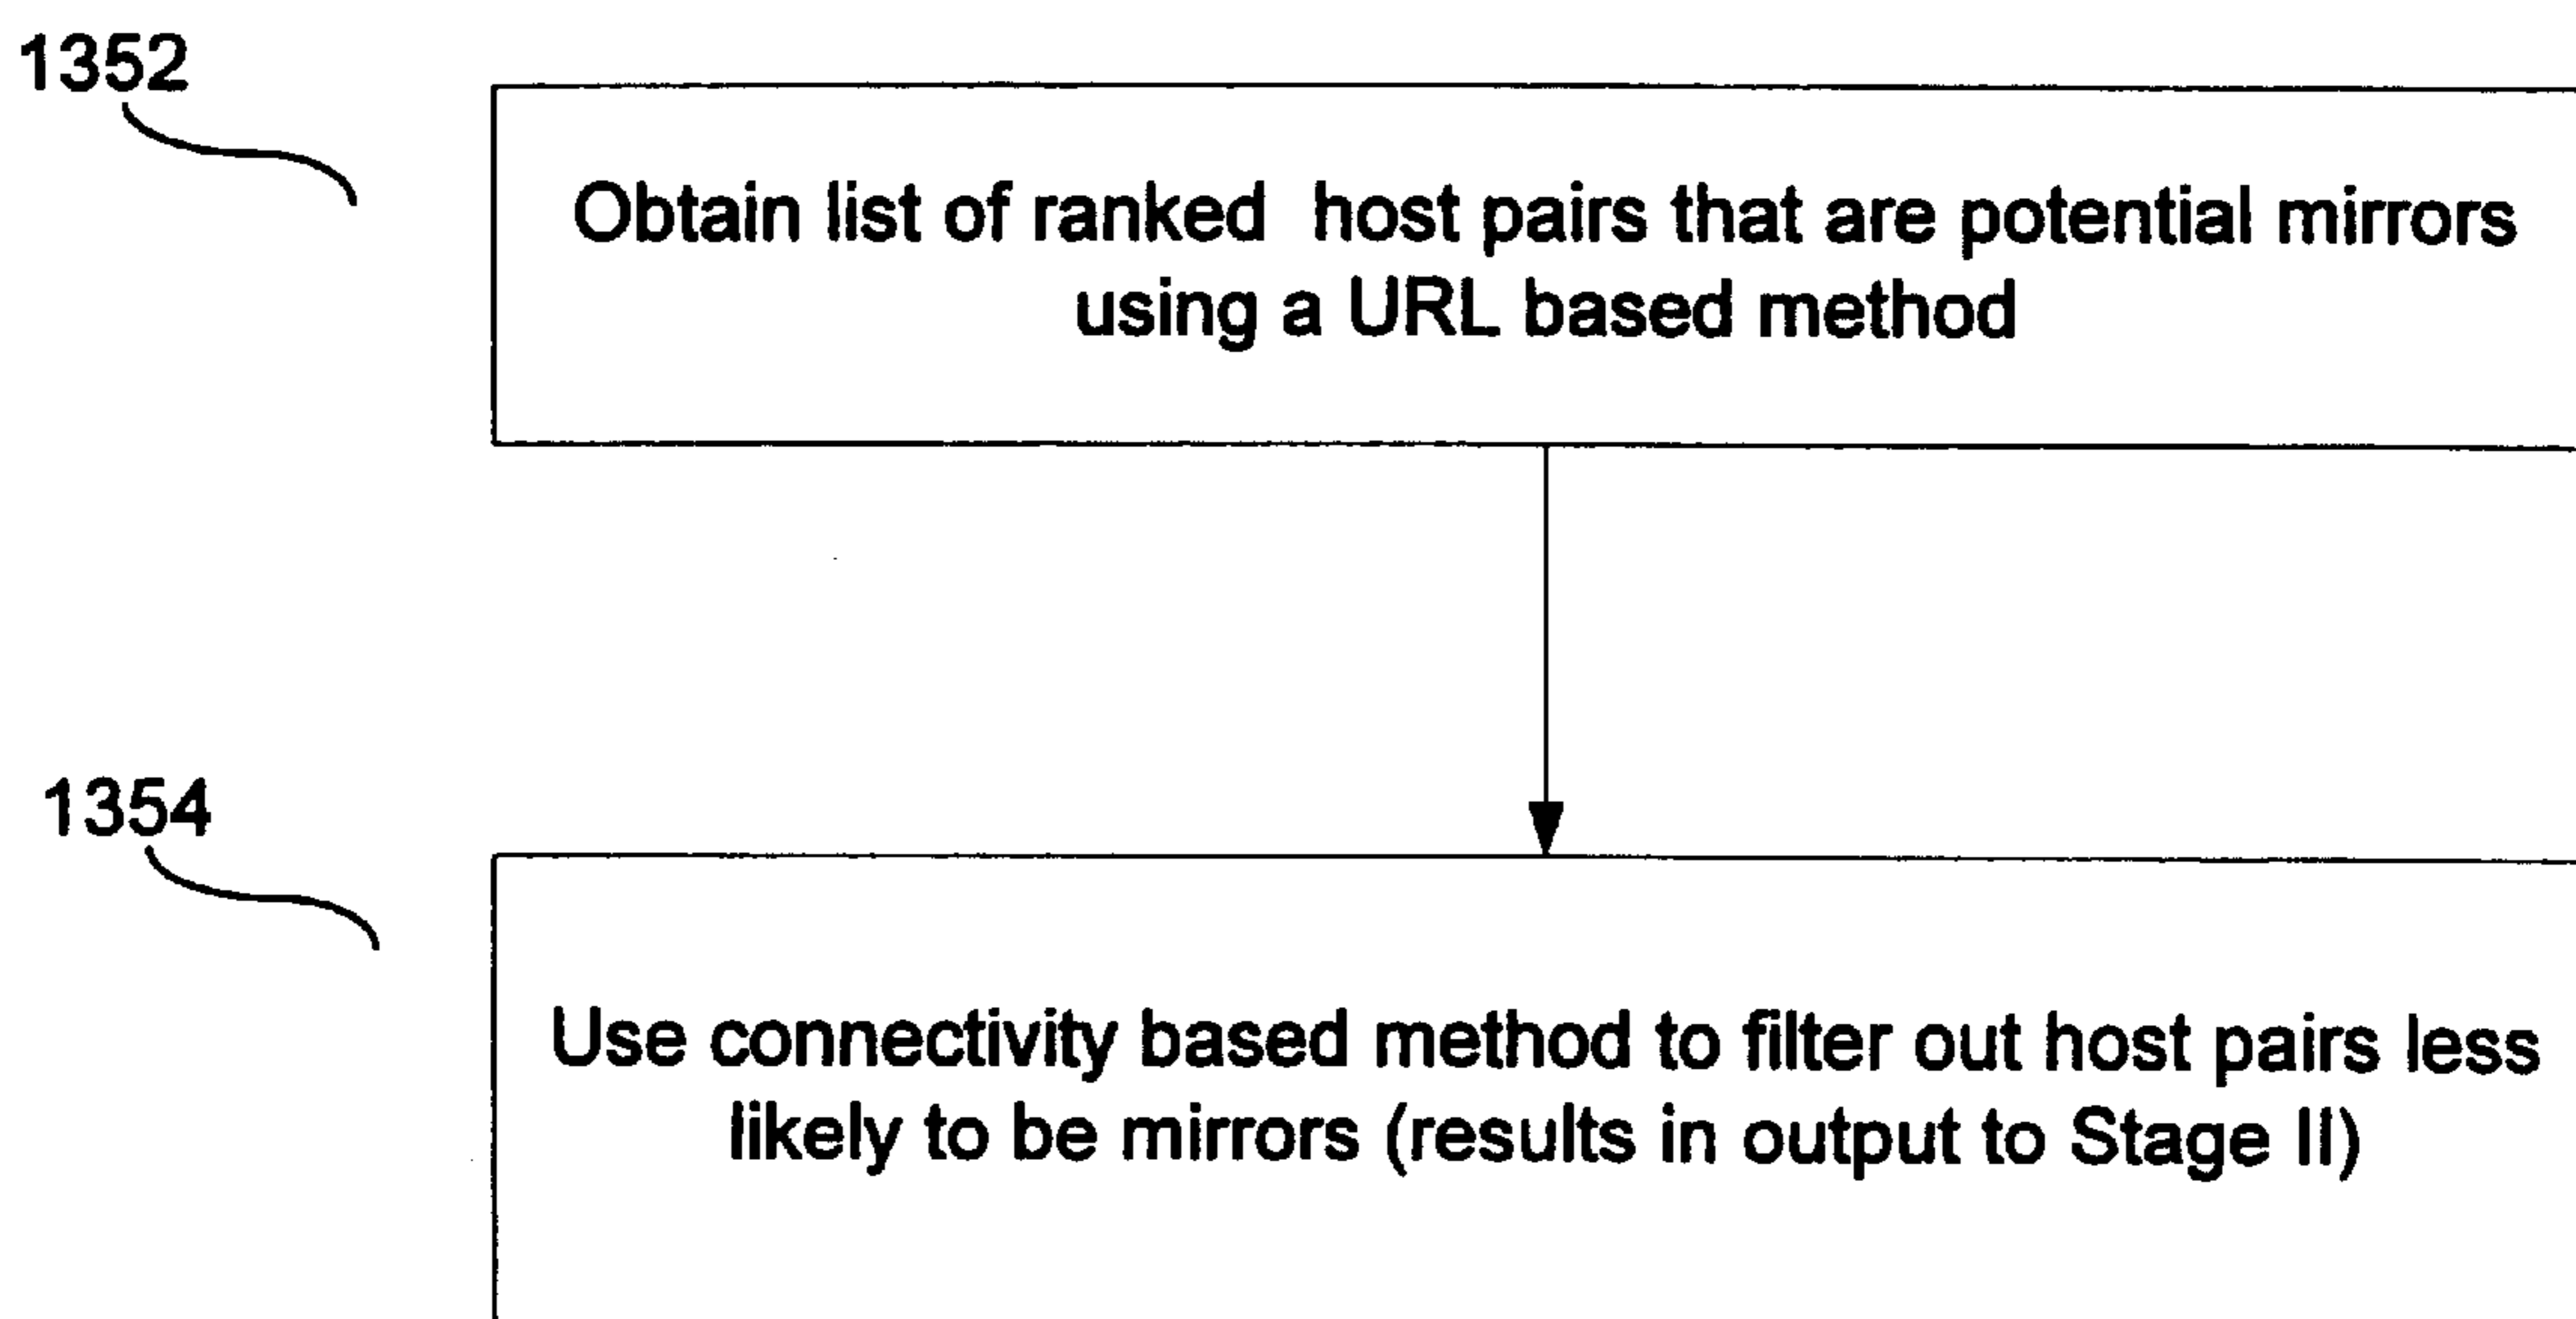 1352
Obtain list of ranked host pairs that are potential mirrors
using a URL based method
1354
Use connectivity based method to filter out host pairs less
likely to be mirrors (results in output to Stage II)